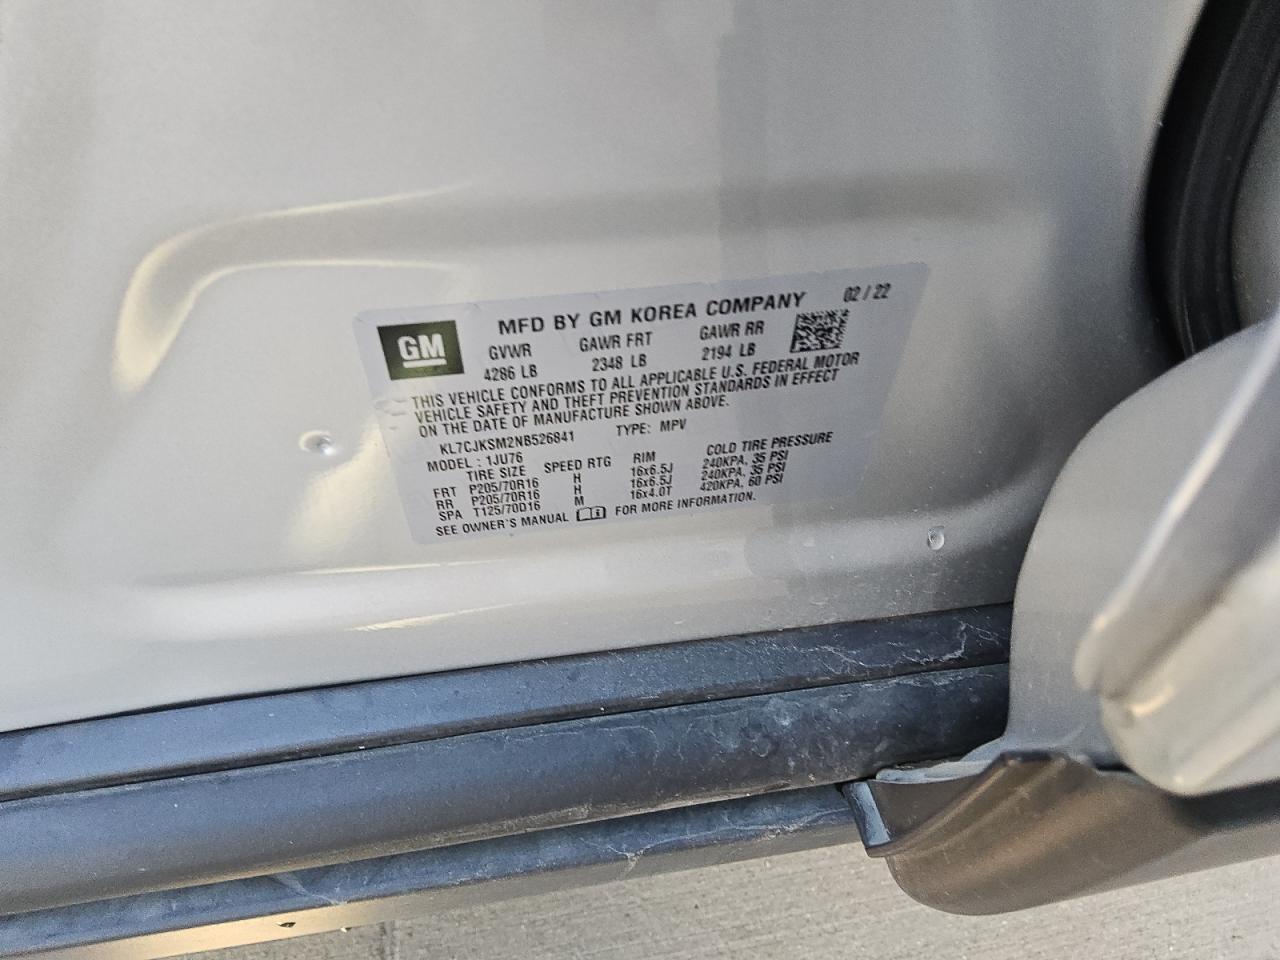 GM
MFD BY GM KOREA COMPANY 02 / 22
GVWR GAWR FRT GAWR RR
4286 LB 2348 LB 2194 LB
THIS VEHICLE CONFORMS TO ALL APPLICABLE U.S. FEDERAL MOTOR
VEHICLE SAFETY AND THEFT PREVENTION STANDARDS IN EFFECT
ON THE DATE OF MANUFACTURE SHOWN ABOVE.
KL7CJKSM2NB526841 TYPE: MPV
MODEL : 1JU76
TIRE SIZE SPEED RTG RIM COLD TIRE PRESSURE
FRT P205/70R16 H 16x6.5J 240KPA, 35 PSI
RR P205/70R16 H 16x6.5J 240KPA, 35 PSI
SPA T125/70D16 M 16x4.0T 420KPA, 60 PSI
SEE OWNER'S MANUAL FOR MORE INFORMATION.